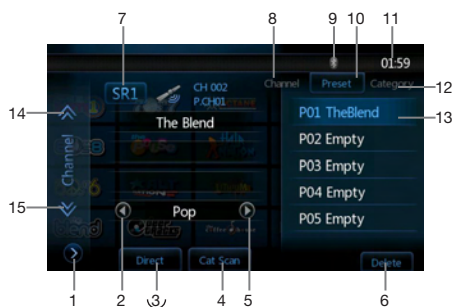 7 8 9 10 11
01:59
Channel Preset Category
12
SR1 CH 002
P.CH01
P01 TheBlend
13
14
The Blend
P02 Empty
Channel
P03 Empty
P04 Empty
15
Pop
P05 Empty
Direct Cat Scan Delete
1 2 3 4 5 6